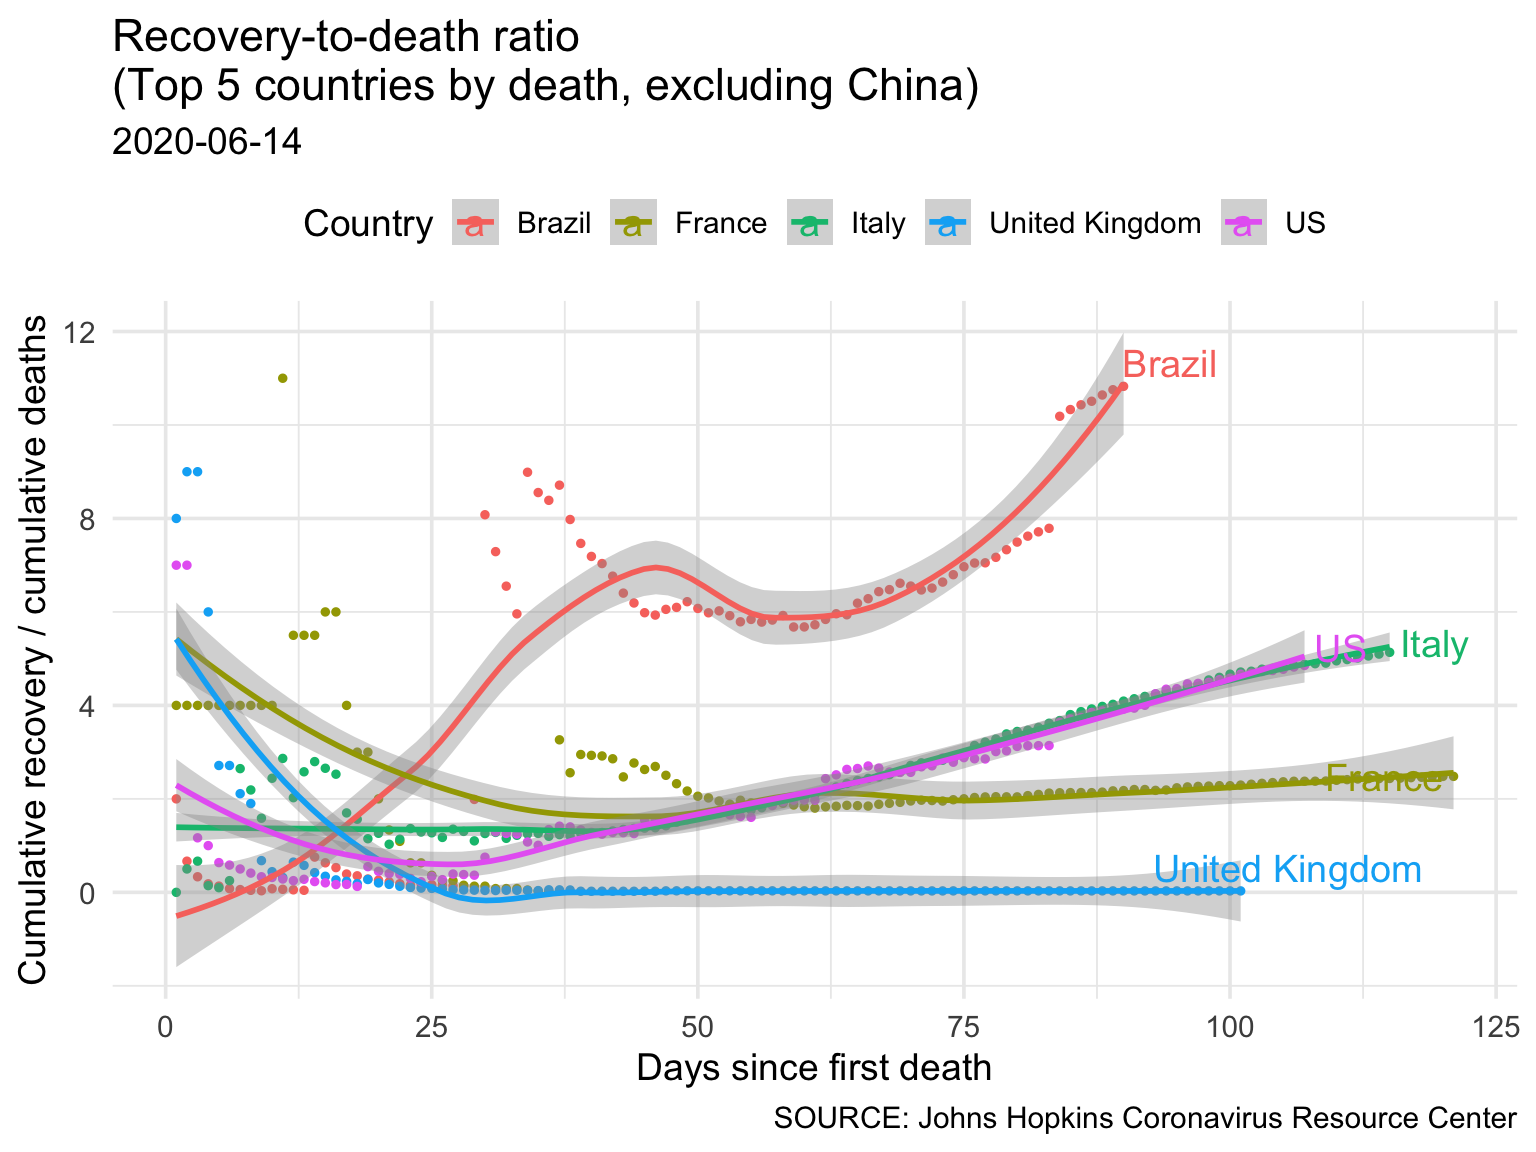 Recovery-to-death ratio
(Top 5 countries by death, excluding China)
2020-06-14
Country a Brazil a France a Italy a United Kingdom a US
Cumulative recovery / cumulative deaths
12
8
4
0
Brazil
US
Italy
France
United Kingdom
0 25 50 75 100 125
Days since first death
SOURCE: Johns Hopkins Coronavirus Resource Center